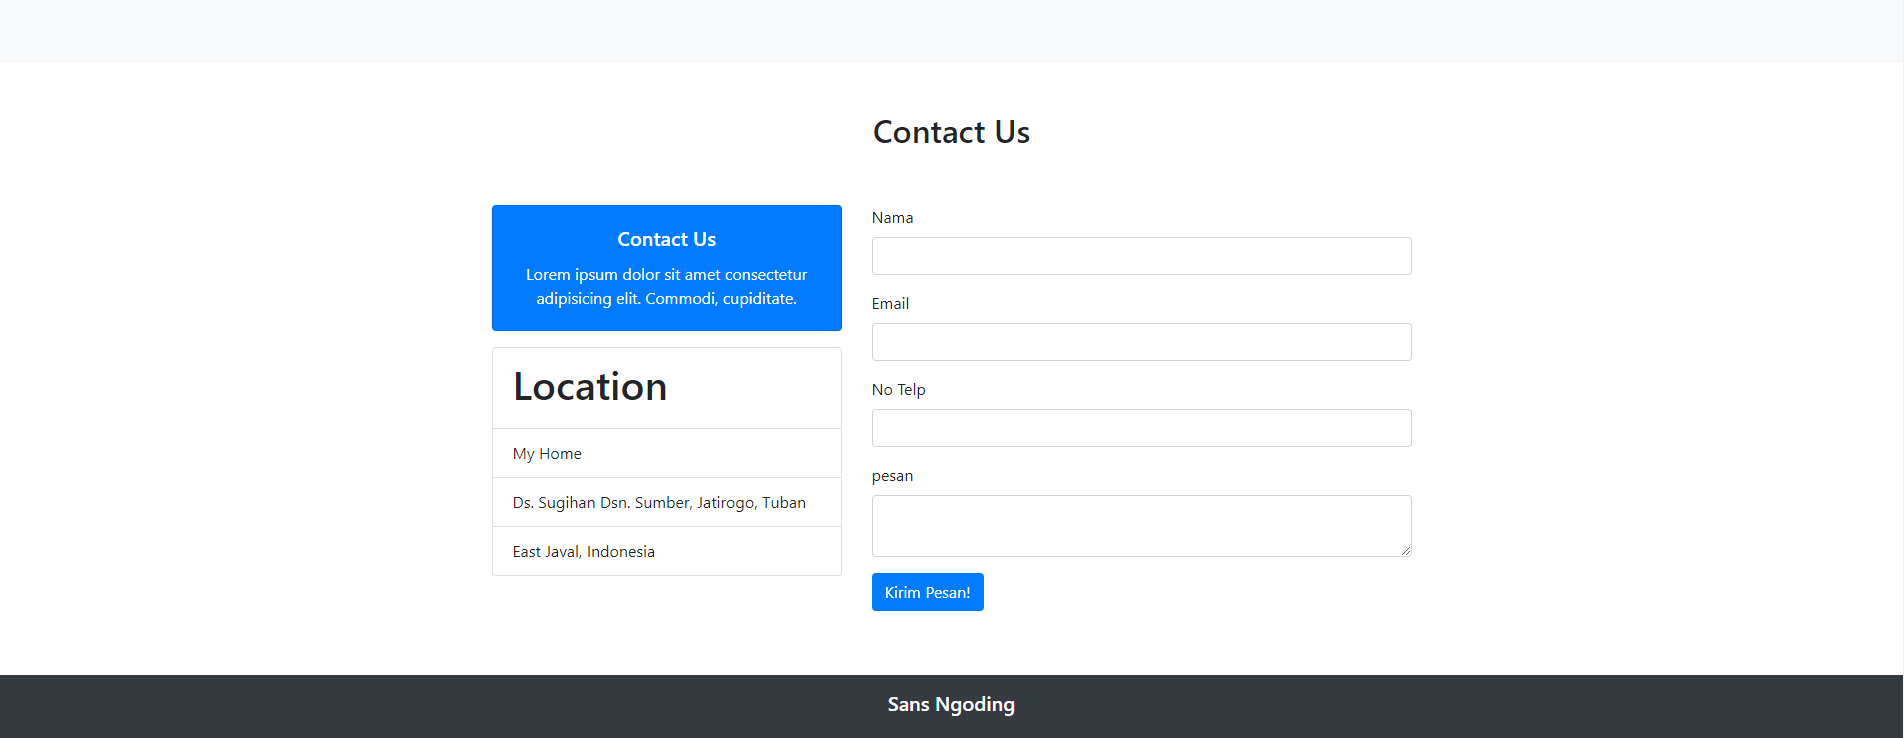 Contact Us
Contact Us
Lorem ipsum dolor sit amet consectetur
adipisicing elit. Commodi, cupiditate.
Location
My Home
Ds. Sugihan Dsn. Sumber, Jatirogo, Tuban
East Javal, Indonesia
Nama
Email
No Telp
pesan
Kirim Pesan!
Sans Ngoding